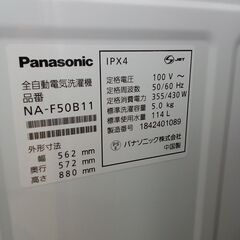 Panasonic
全自動電気洗濯機
品番
NA-F50B11
外形寸法
幅 562 mm
奥行 572 mm
高さ 880 mm
IPX4
JET
定格電圧 100 V~
定格周波数 50/60 Hz
定格消費電力 355/430 W
標準洗濯容量 5.0 kg
標準使用水量 114 L
製造番号 1842401089
パナソニック株式会社
中国製